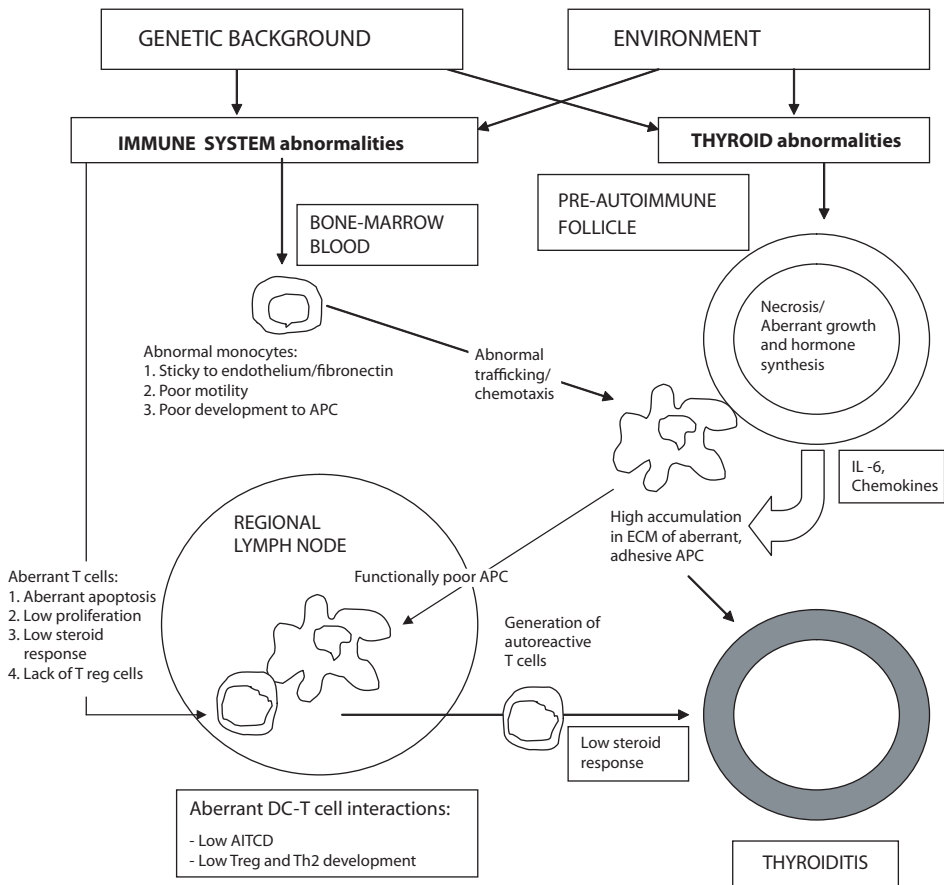 GENETIC BACKGROUND
ENVIRONMENT
IMMUNE SYSTEM abnormalities
THYROID abnormalities
BONE-MARROW
BLOOD
PRE-AUTOIMMUNE
FOLLICLE
Necrosis/
Aberrant growth
and hormone
synthesis
Abnormal monocytes:
1. Sticky to endothelium/fibronectin
2. Poor motility
3. Poor development to APC
Abnormal
trafficking/
chemotaxis
IL -6,
Chemokines
High accumulation
in ECM of aberrant,
adhesive APC
REGIONAL
LYMPH NODE
Functionally poor APC
Aberrant T cells:
1. Aberrant apoptosis
2. Low proliferation
3. Low steroid
response
4. Lack of T reg cells
Generation of
autoreactive
T cells
Low steroid
response
Aberrant DC-T cell interactions:
- Low AITCD
- Low Treg and Th2 development
THYROIDITIS